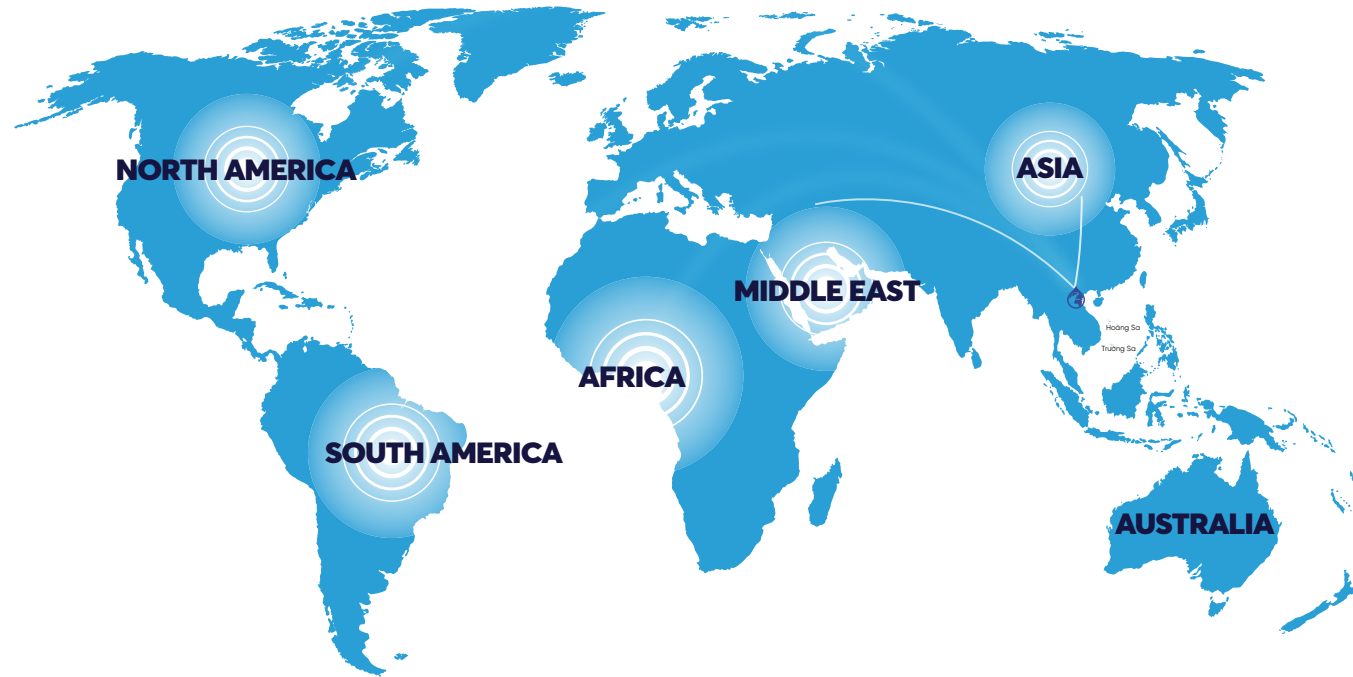 NORTH AMERICA
ASIA
MIDDLE EAST
Hoàng Sa
Trường Sa
AFRICA
SOUTH AMERICA
AUSTRALIA